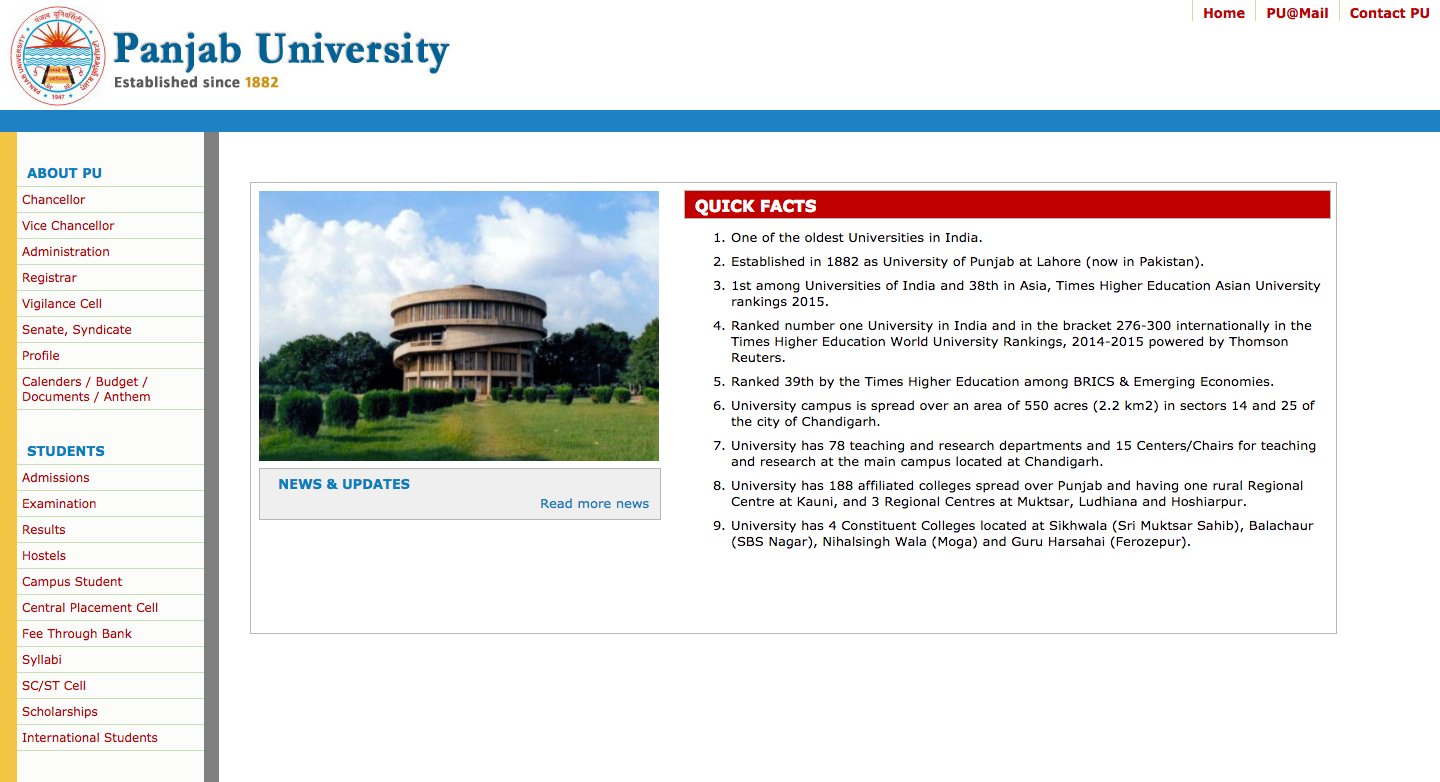 पंजाब यूनिवर्सिटी
PANJAB UNIVERSITY
1947
Panjab University
Established since 1882
Home
PU@Mail
Contact PU
ABOUT PU
Chancellor
Vice Chancellor
Administration
Registrar
Vigilance Cell
Senate, Syndicate
Profile
Calenders / Budget /
Documents / Anthem
STUDENTS
Admissions
Examination
Results
Hostels
Campus Student
Central Placement Cell
Fee Through Bank
Syllabi
SC/ST Cell
Scholarships
International Students
NEWS & UPDATES
Read more news
QUICK FACTS
1. One of the oldest Universities in India.
2. Established in 1882 as University of Punjab at Lahore (now in Pakistan).
3. 1st among Universities of India and 38th in Asia, Times Higher Education Asian University
rankings 2015.
4. Ranked number one University in India and in the bracket 276-300 internationally in the
Times Higher Education World University Rankings, 2014-2015 powered by Thomson
Reuters.
5. Ranked 39th by the Times Higher Education among BRICS & Emerging Economies.
6. University campus is spread over an area of 550 acres (2.2 km2) in sectors 14 and 25 of
the city of Chandigarh.
7. University has 78 teaching and research departments and 15 Centers/Chairs for teaching
and research at the main campus located at Chandigarh.
8. University has 188 affiliated colleges spread over Punjab and having one rural Regional
Centre at Kauni, and 3 Regional Centres at Muktsar, Ludhiana and Hoshiarpur.
9. University has 4 Constituent Colleges located at Sikhwala (Sri Muktsar Sahib), Balachaur
(SBS Nagar), Nihalsingh Wala (Moga) and Guru Harsahai (Ferozepur).